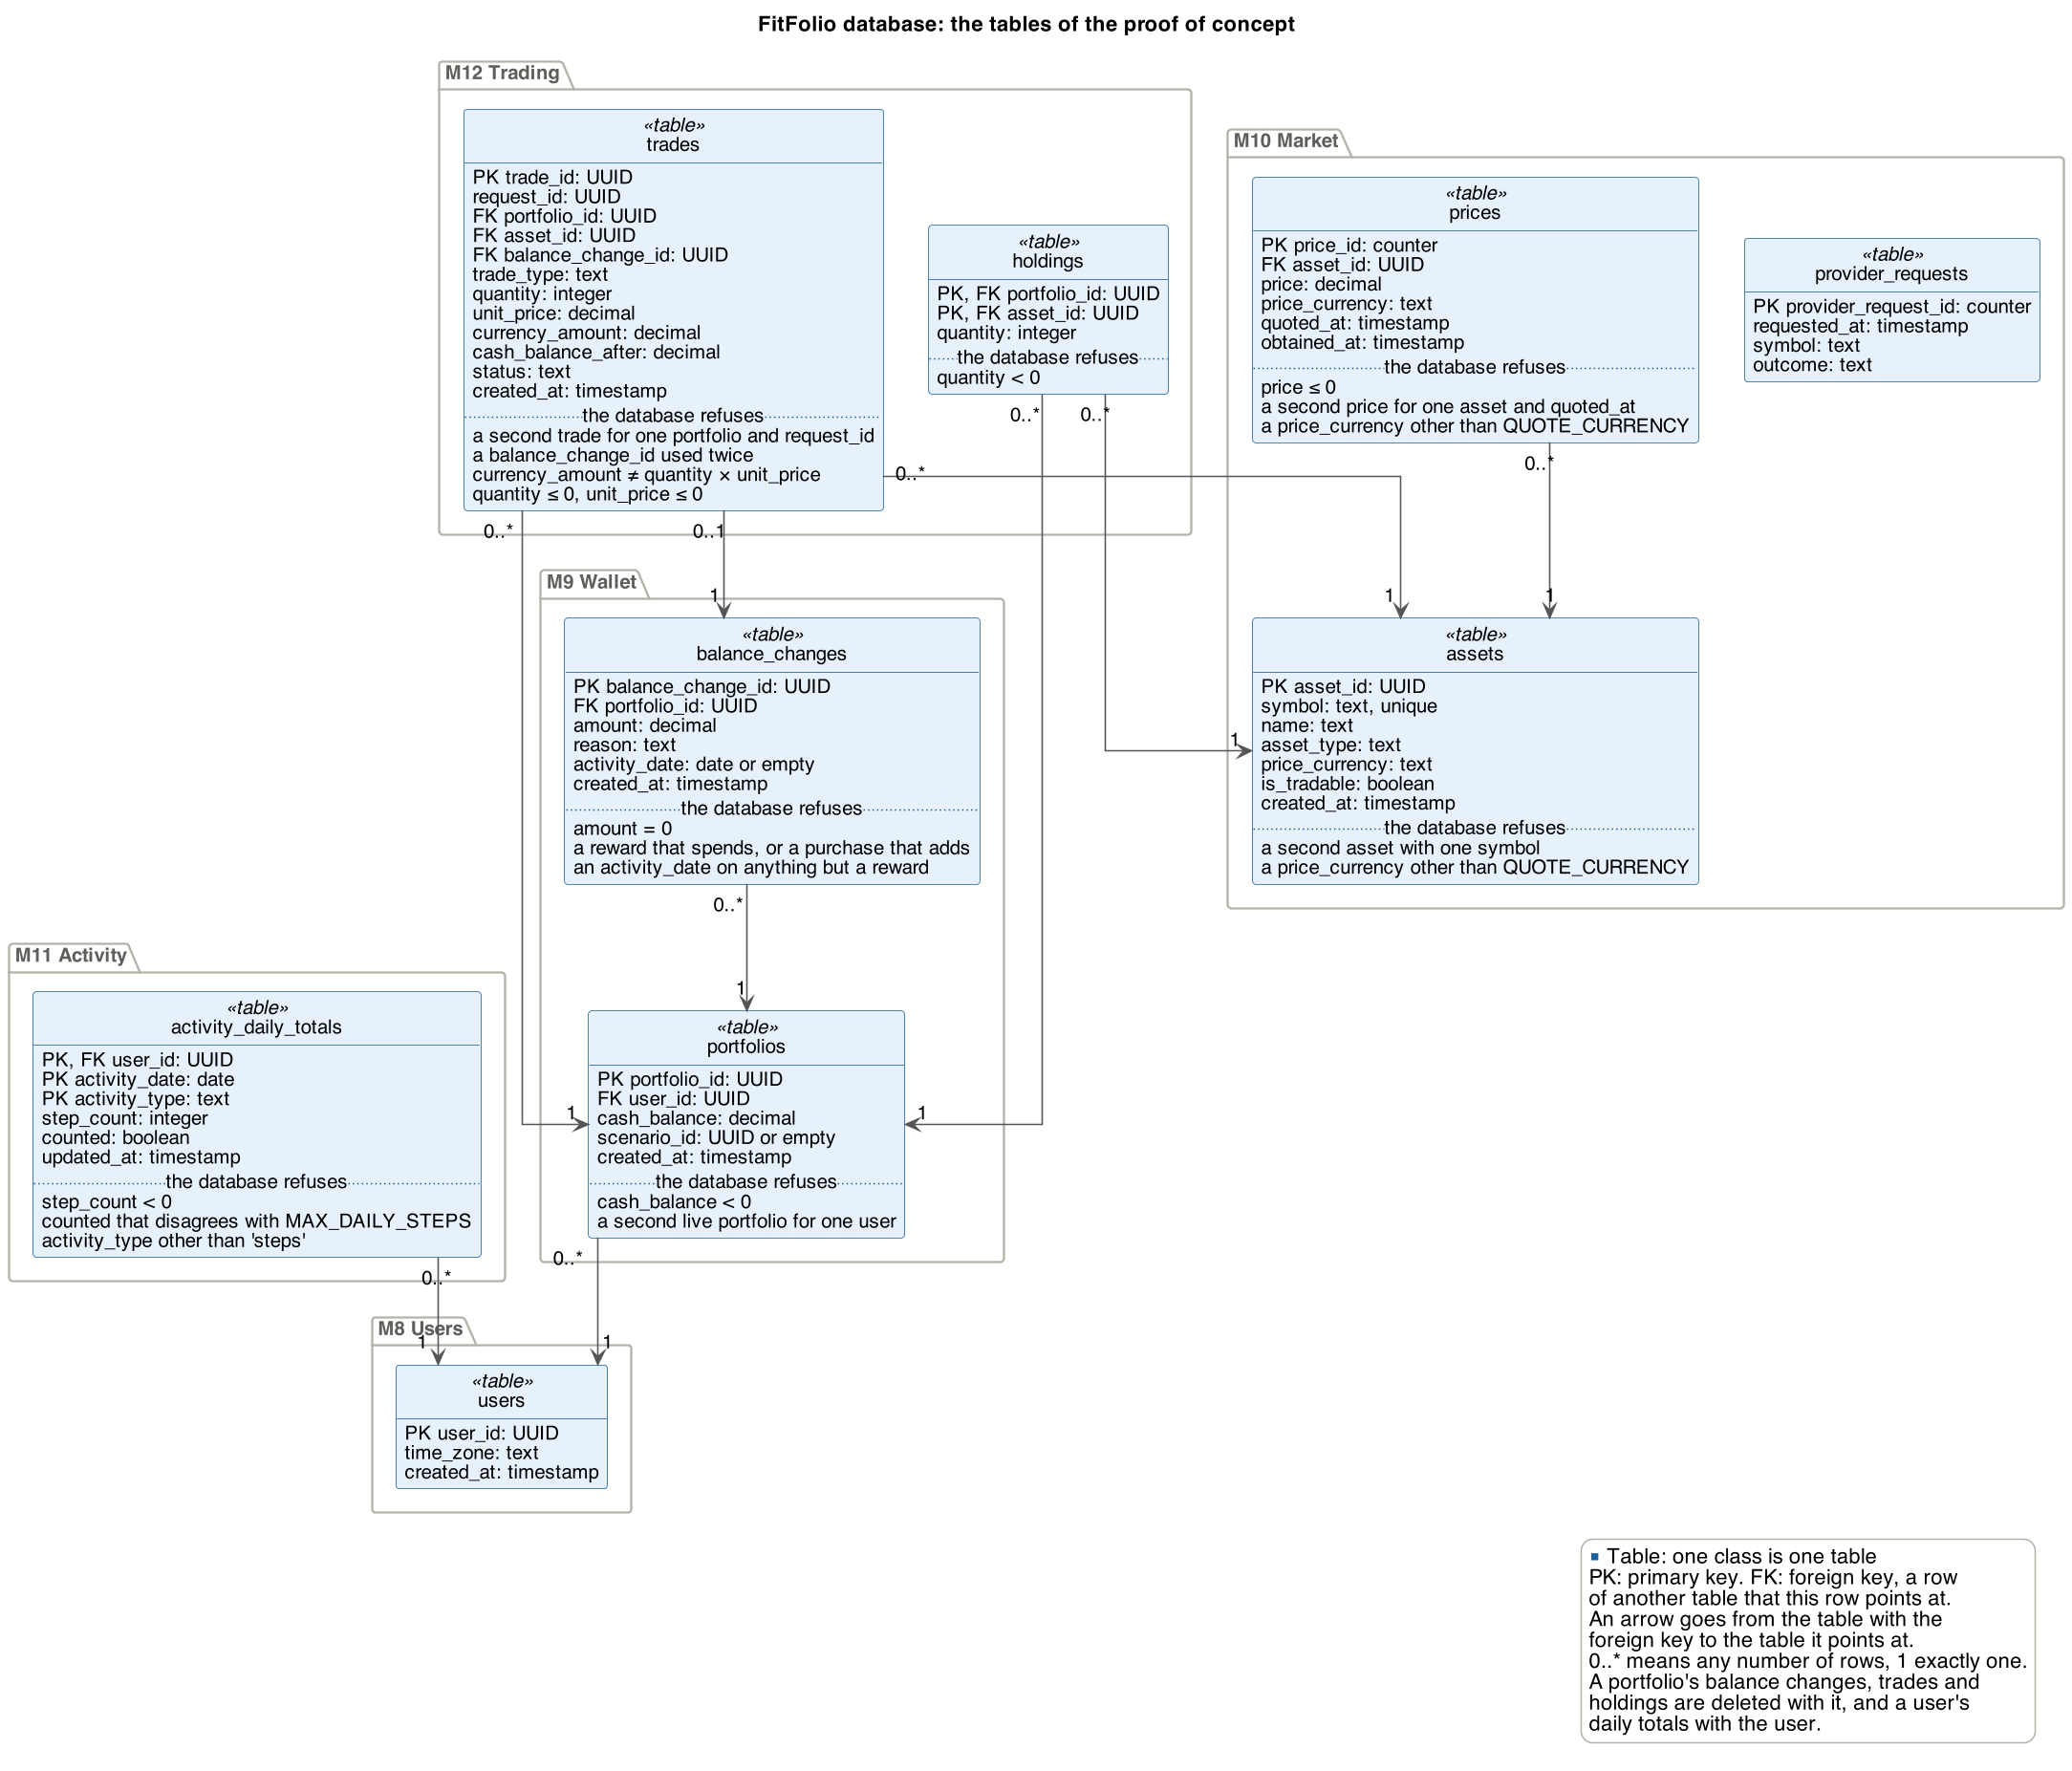 FitFolio database: the tables of the proof of concept
M12 Trading
«table»
trades
PK trade_id: UUID
request_id: UUID
FK portfolio_id: UUID
FK asset_id: UUID
FK balance_change_id: UUID
trade_type: text
quantity: integer
unit_price: decimal
currency_amount: decimal
cash_balance_after: decimal
status: text
created_at: timestamp
the database refuses
a second trade for one portfolio and request_id
a balance_change_id used twice
currency_amount ≠ quantity × unit_price
quantity ≤ 0, unit_price ≤ 0
«table»
holdings
PK, FK portfolio_id: UUID
PK, FK asset_id: UUID
quantity: integer
the database refuses
quantity < 0
0..*
0..*
0..*
0..*
0..1
M10 Market
«table»
prices
PK price_id: counter
FK asset_id: UUID
price: decimal
price_currency: text
quoted_at: timestamp
obtained_at: timestamp
the database refuses
price ≤ 0
a second price for one asset and quoted_at
a price_currency other than QUOTE_CURRENCY
0..*
«table»
provider_requests
PK provider_request_id: counter
requested_at: timestamp
symbol: text
outcome: text
1
1
1
«table»
assets
PK asset_id: UUID
symbol: text, unique
name: text
asset_type: text
price_currency: text
is_tradable: boolean
created_at: timestamp
the database refuses
a second asset with one symbol
a price_currency other than QUOTE_CURRENCY
M9 Wallet
1
«table»
balance_changes
PK balance_change_id: UUID
FK portfolio_id: UUID
amount: decimal
reason: text
activity_date: date or empty
created_at: timestamp
the database refuses
amount = 0
a reward that spends, or a purchase that adds
an activity_date on anything but a reward
0..*
1
1
1
«table»
portfolios
PK portfolio_id: UUID
FK user_id: UUID
cash_balance: decimal
scenario_id: UUID or empty
created_at: timestamp
the database refuses
cash_balance < 0
a second live portfolio for one user
0..*
M11 Activity
«table»
activity_daily_totals
PK, FK user_id: UUID
PK activity_date: date
PK activity_type: text
step_count: integer
counted: boolean
updated_at: timestamp
the database refuses
step_count < 0
counted that disagrees with MAX_DAILY_STEPS
activity_type other than 'steps'
0..*
M8 Users
1
1
«table»
users
PK user_id: UUID
time_zone: text
created_at: timestamp
Table: one class is one table
PK: primary key. FK: foreign key, a row
of another table that this row points at.
An arrow goes from the table with the
foreign key to the table it points at.
0..* means any number of rows, 1 exactly one.
A portfolio's balance changes, trades and
holdings are deleted with it, and a user's
daily totals with the user.